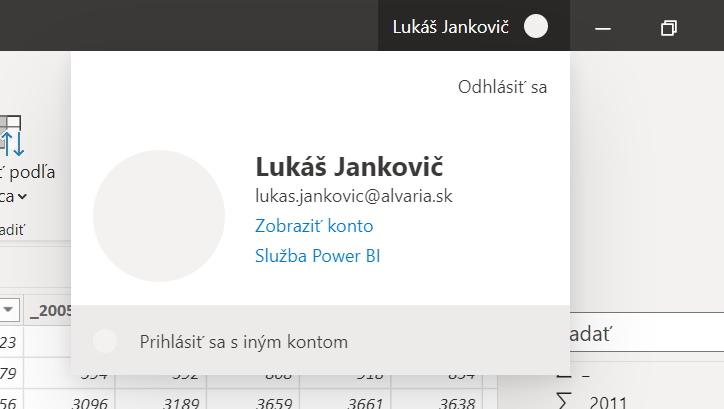 Lukáš Jankovič
Odhlásiť sa
ť podľa
ca
adiť
Lukáš Jankovič
lukas.jankovic@alvaria.sk
Zobraziť konto
Služba Power BI
_2005
Prihlásiť sa s iným kontom
adať
23
79
56 3096 3189 3659 3661 3638
2011